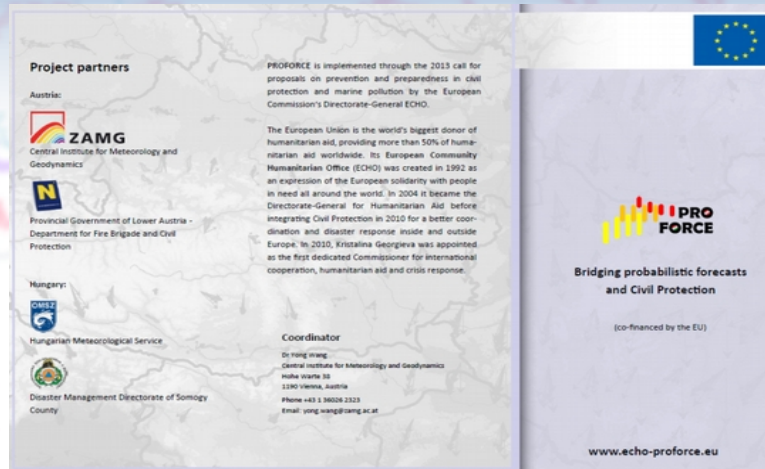 Project partners
Austria:
ZAMG
Central Institute for Meteorology and
Geodynamics
N
Provincial Government of Lower Austria -
Department for Fire Brigade and Civil
Protection
Hungary:
OMSZ
Hungarian Meteorological Service
Disaster Management Directorate of Somogy
County
PROFORCE is implemented through the 2013 call for
proposals on prevention and preparedness in civil
protection and marine pollution by the European
Commission's Directorate-General ECHO.
The European Union is the world's biggest donor of
humanitarian aid, providing more than 50% of huma-
nitarian aid worldwide. Its European Community
Humanitarian Office (ECHO) was created in 1992 as
an expression of the European solidarity with people
in need all around the world. In 2004 it became the
Directorate-General for Humanitarian Aid before
integrating Civil Protection in 2010 for a better coor-
dination and disaster response inside and outside
Europe. In 2010, Kristalina Georgieva was appointed
as the first dedicated Commissioner for international
cooperation, humanitarian aid and crisis response.
Coordinator
Dr Yong Wang
Central Institute for Meteorology and Geodynamics
Hohe Warte 38
1190 Vienna, Austria
Phone +43 1 36026 2323
Email: yong.wang@zamg.ac.at
PRO
FORCE
Bridging probabilistic forecasts
and Civil Protection
(co-financed by the EU)
www.echo-proforce.eu